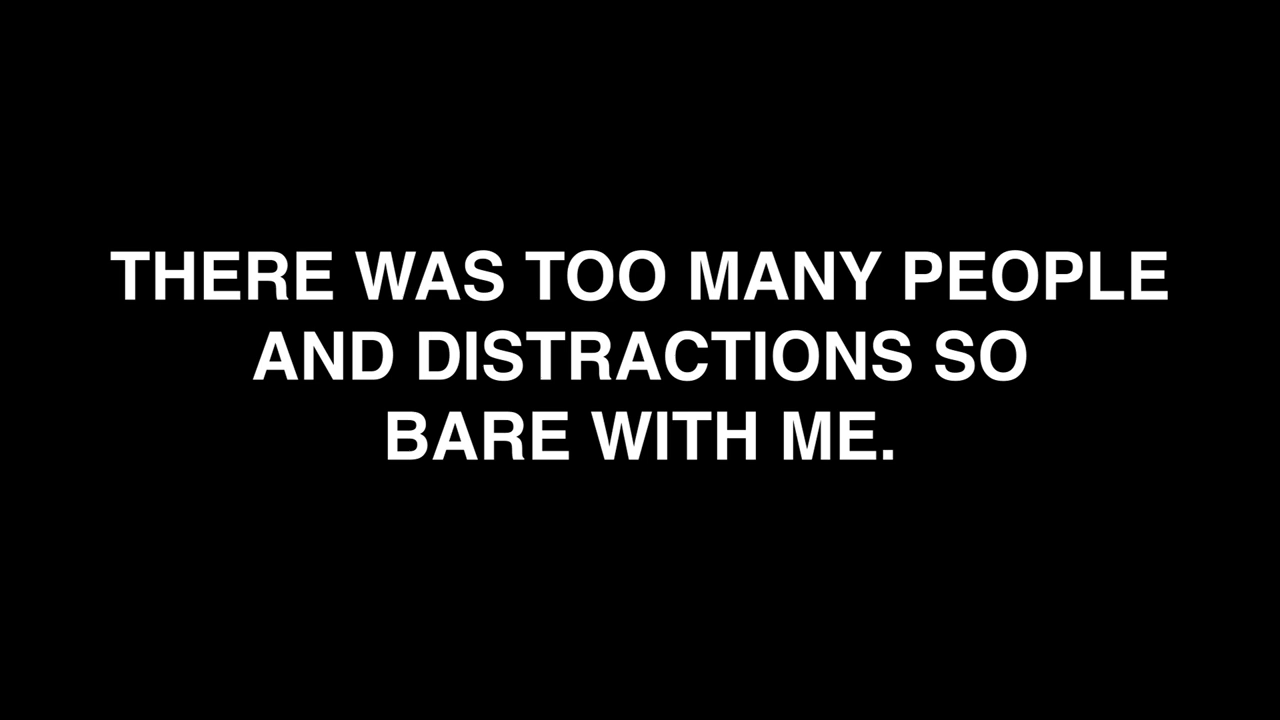 THERE WAS TOO MANY PEOPLE
AND DISTRACTIONS SO
BARE WITH ME.